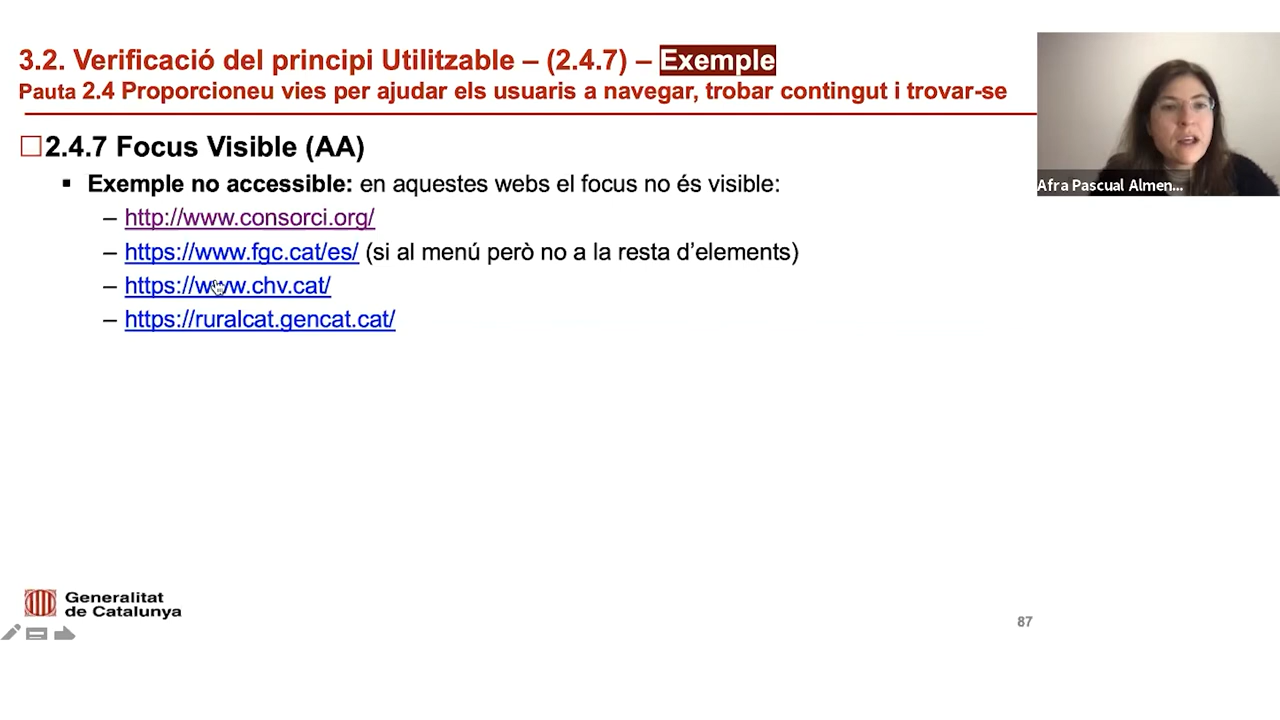 3.2. Verificació del principi Utilitzable – (2.4.7) – Exemple
Pauta 2.4 Proporcioneu vies per ajudar els usuaris a navegar, trobar contingut i trovar-se
2.4.7 Focus Visible (AA)
▪ Exemple no accessible: en aquestes webs el focus no és visible:
– http://www.consorci.org/
– https://www.fgc.cat/es/ (si al menú però no a la resta d’elements)
– https://www.chv.cat/
– https://ruralcat.gencat.cat/
Afra Pascual Almen...
Generalitat
de Catalunya
87